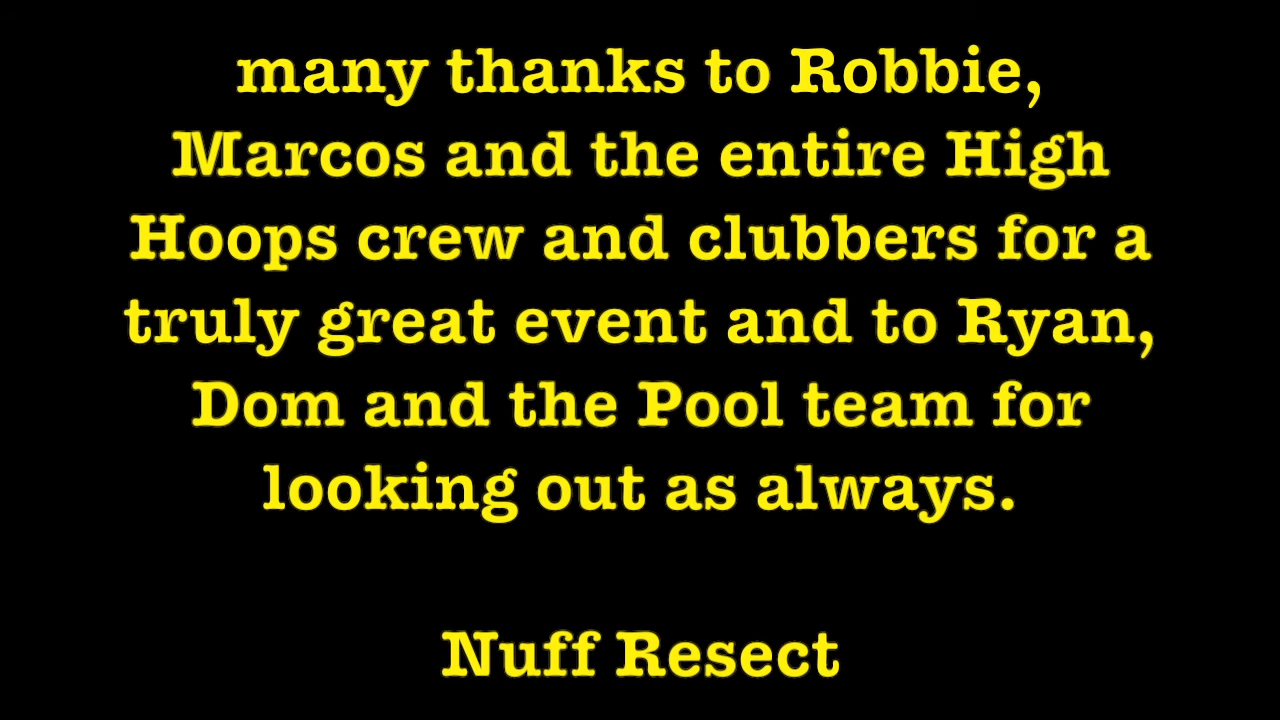 many thanks to Robbie,
Marcos and the entire High
Hoops crew and clubbers for a
truly great event and to Ryan,
Dom and the Pool team for
looking out as always.
Nuff Resect